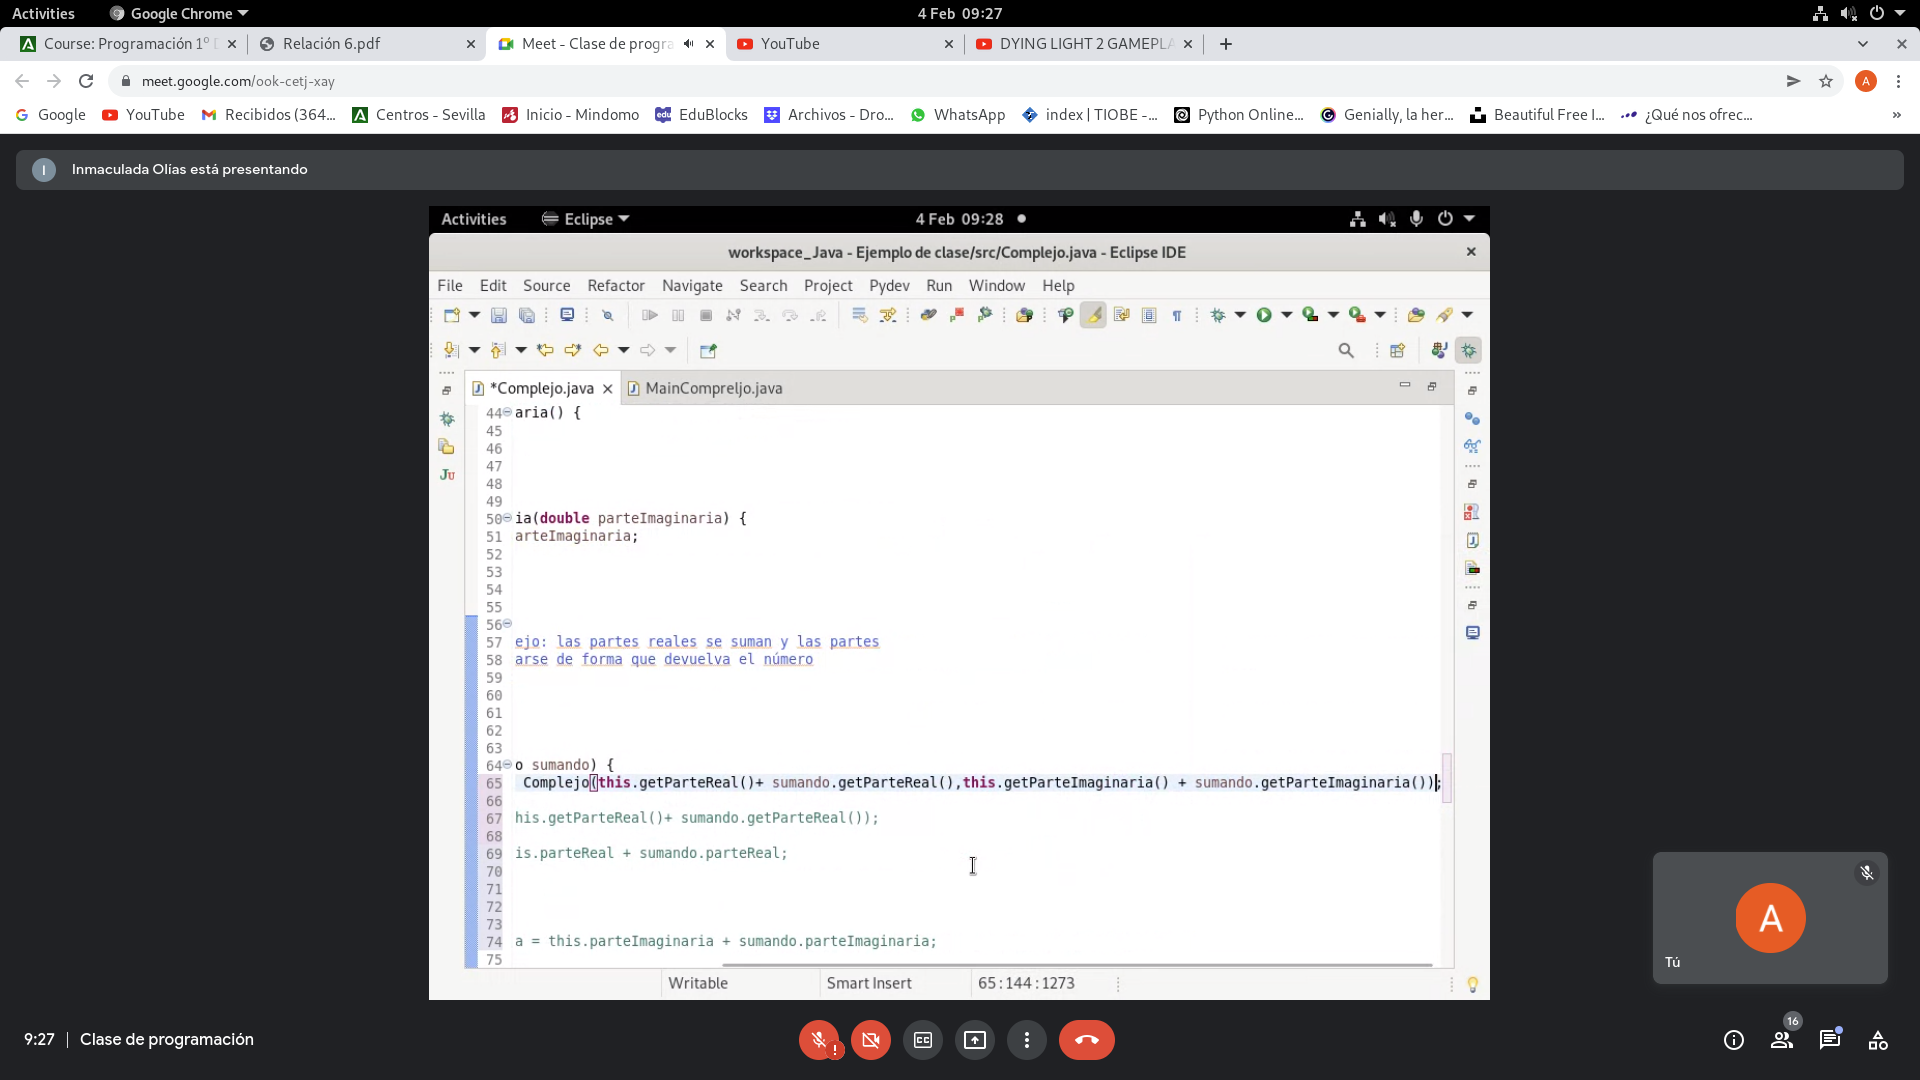 Activities Google Chrome 4 Feb 09:27
Course: Programación 1º D Relación 6.pdf Meet - Clase de progra YouTube DYING LIGHT 2 GAMEPLA
meet.google.com/ook-cetj-xay A
Google YouTube Recibidos (364... Centros - Sevilla Inicio - Mindomo EduBlocks Archivos - Dro... WhatsApp index | TIOBE -... Python Online... Genially, la her... Beautiful Free I... ¿Qué nos ofrec... »
I Inmaculada Olías está presentando
Activities Eclipse 4 Feb 09:28
workspace_Java - Ejemplo de clase/src/Complejo.java - Eclipse IDE
File Edit Source Refactor Navigate Search Project Pydev Run Window Help
*Complejo.java MainCompreljo.java
44 aria() {
45
46
47
48
49
50 ia(double parteImaginaria) {
51 arteImaginaria;
52
53
54
55
56
57 ejo: las partes reales se suman y las partes
58 arse de forma que devuelva el número
59
60
61
62
63
64 o sumando) {
65 Complejo(this.getParteReal()+ sumando.getParteReal(),this.getParteImaginaria() + sumando.getParteImaginaria());
66
67 his.getParteReal()+ sumando.getParteReal());
68
69 is.parteReal + sumando.parteReal;
70
71
72
73
74 a = this.parteImaginaria + sumando.parteImaginaria;
75
Writable Smart Insert 65:144:1273
A
Tú
9:27 | Clase de programación
16